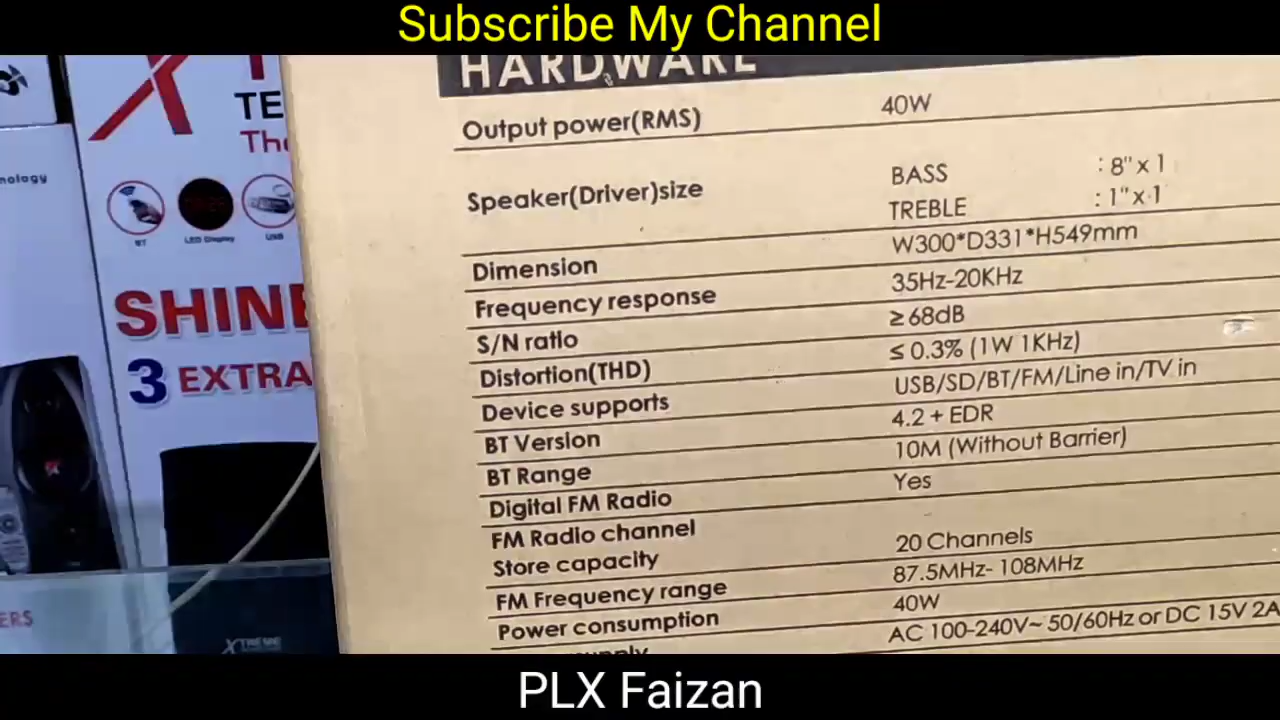 Subscribe My Channel
HARDWARE
Output power(RMS) 40W
Speaker(Driver)size BASS : 8" x 1
TREBLE : 1" x 1
Dimension W300*D331*H549mm
Frequency response 35Hz-20KHz
S/N ratio ≥ 68dB
Distortion(THD) ≤ 0.3% (1W 1KHz)
Device supports USB/SD/BT/FM/Line in/TV in
BT Version 4.2 + EDR
BT Range 10M (Without Barrier)
Digital FM Radio Yes
FM Radio channel
Store capacity 20 Channels
FM Frequency range 87.5MHz- 108MHz
Power consumption 40W
AC 100-240V~ 50/60Hz or DC 15V 2A
TE
The
nology
BT LED Display USB
SHINE
3 EXTRA
ERS
XTREME
PLX Faizan